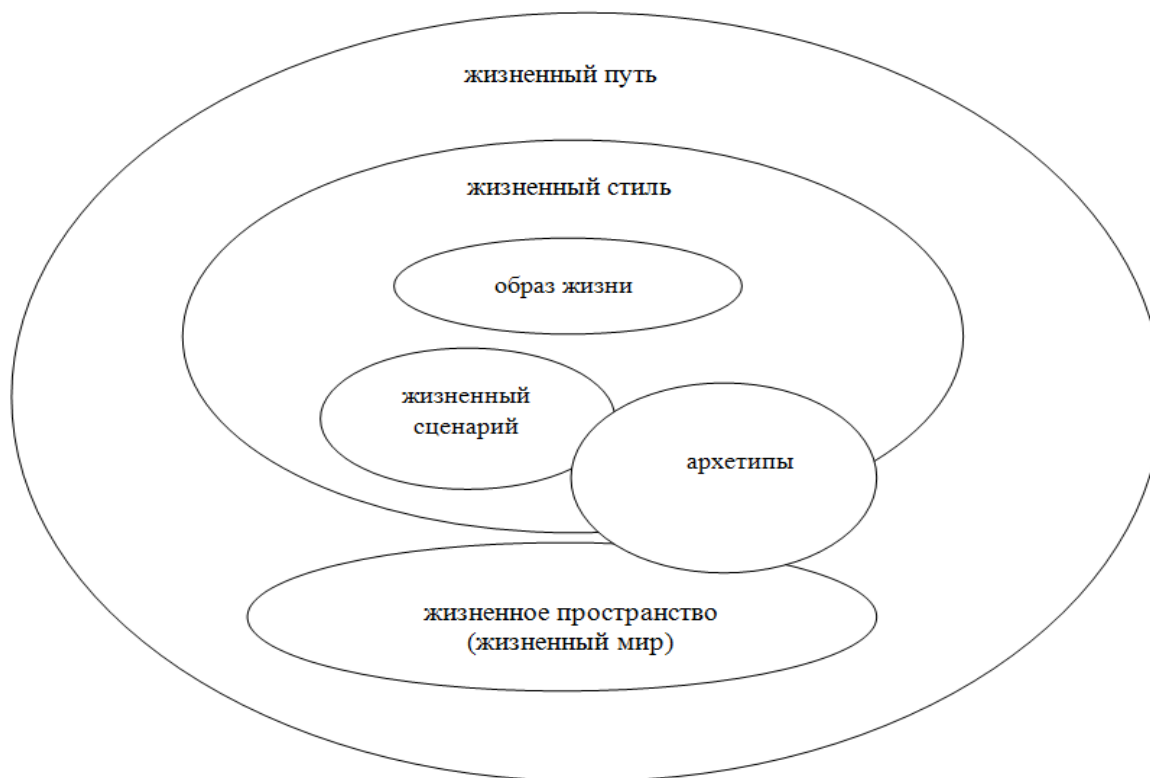 жизненный путь
жизненный стиль
образ жизни
жизненный
сценарий
архетипы
жизненное пространство
(жизненный мир)